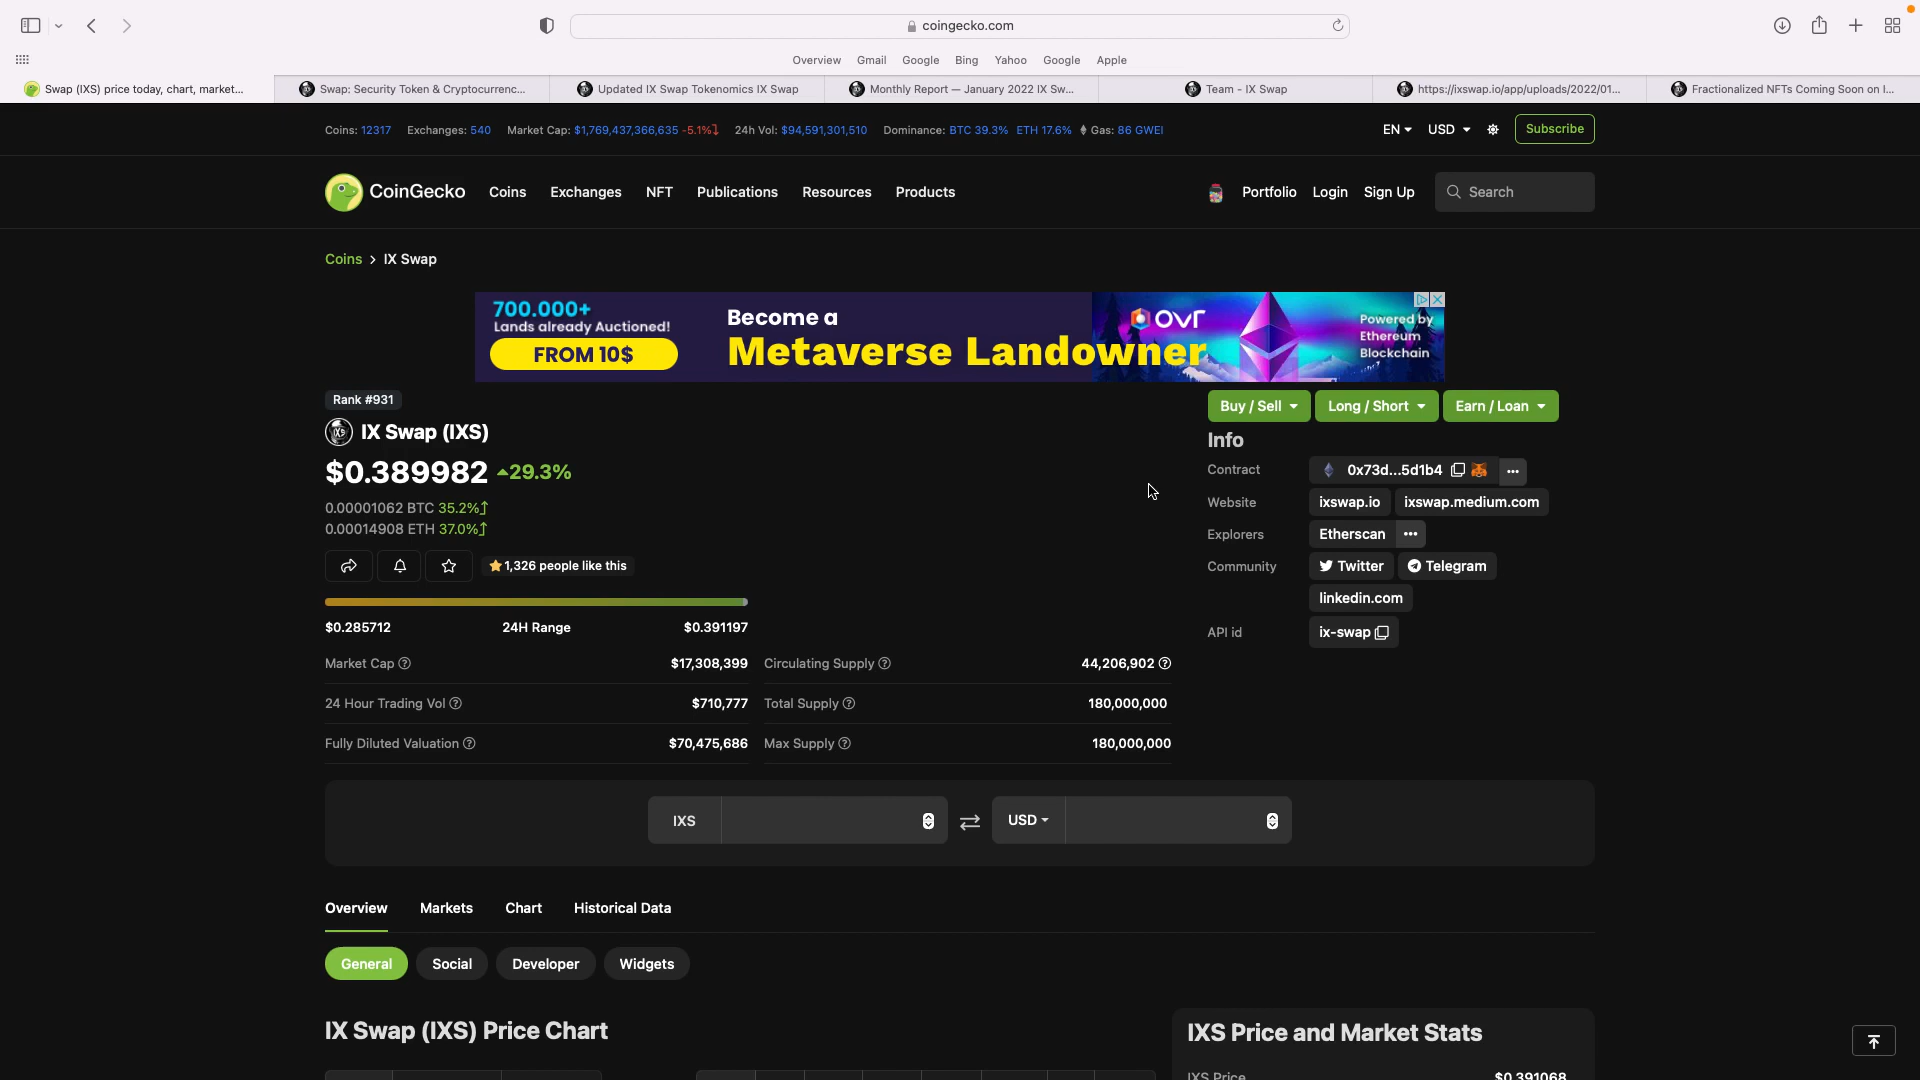 coingecko.com
Overview Gmail Google Bing Yahoo Google Apple
Swap (IXS) price today, chart, market... Swap: Security Token & Cryptocurrenc... Updated IX Swap Tokenomics IX Swap Monthly Report — January 2022 IX Sw... Team - IX Swap https://ixswap.io/app/uploads/2022/01... Fractionalized NFTs Coming Soon on I...
Coins: 12317 Exchanges: 540 Market Cap: $1,769,437,366,635 -5.1% 24h Vol: $94,591,301,510 Dominance: BTC 39.3% ETH 17.6% Gas: 86 GWEI EN USD Subscribe
CoinGecko Coins Exchanges NFT Publications Resources Products Portfolio Login Sign Up Search
Coins > IX Swap
700.000+
Lands already Auctioned!
FROM 10$
Become a
Metaverse Landowner
ovr
Powered by
Ethereum
Blockchain
Rank #931
IX Swap (IXS)
$0.389982 29.3%
0.00001062 BTC 35.2%
0.00014908 ETH 37.0%
1,326 people like this
$0.285712 24H Range $0.391197
Market Cap $17,308,399 Circulating Supply 44,206,902
24 Hour Trading Vol $710,777 Total Supply 180,000,000
Fully Diluted Valuation $70,475,686 Max Supply 180,000,000
Buy / Sell Long / Short Earn / Loan
Info
Contract 0x73d...5d1b4 ...
Website ixswap.io ixswap.medium.com
Explorers Etherscan ...
Community Twitter Telegram
linkedin.com
API id ix-swap
IXS USD
Overview Markets Chart Historical Data
General Social Developer Widgets
IX Swap (IXS) Price Chart
IXS Price and Market Stats
IXS Price $0.391068